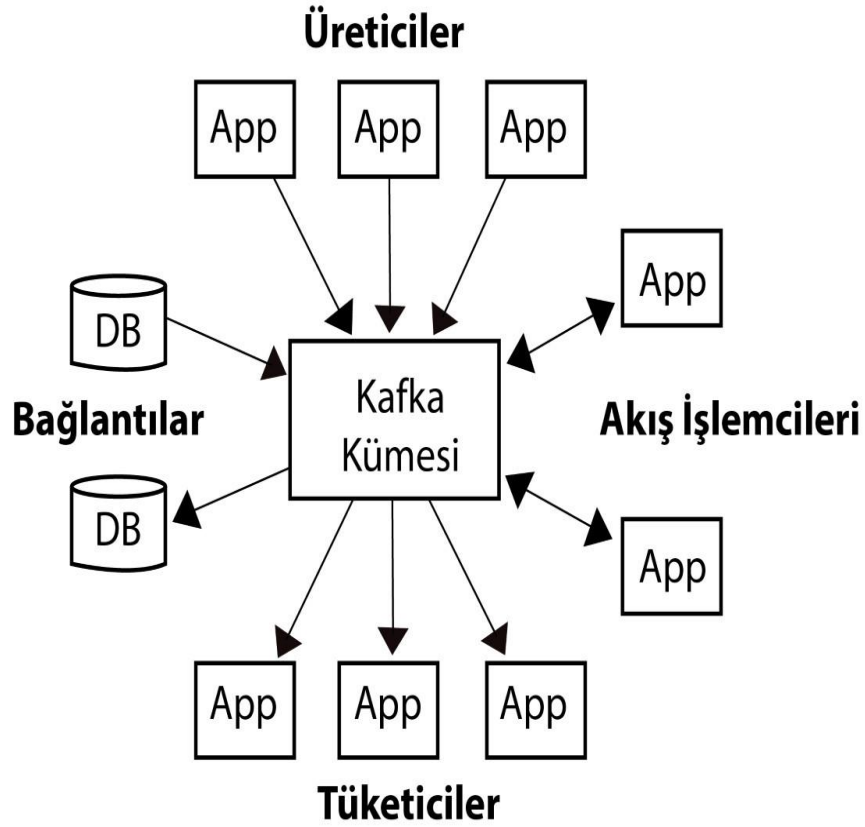 Üreticiler
App
App
App
App
DB
Kafka
Kümesi
Bağlantılar
Akış İşlemcileri
DB
App
App
App
App
Tüketiciler